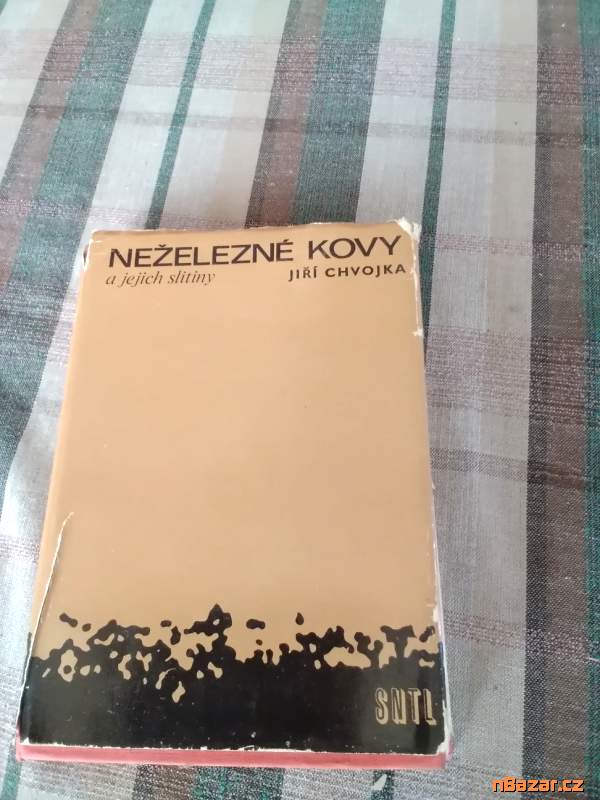 NEŽELEZNÉ KOVY
a jejich slitiny
JIŘÍ CHVOJKA
SNTL
nBazar.cz